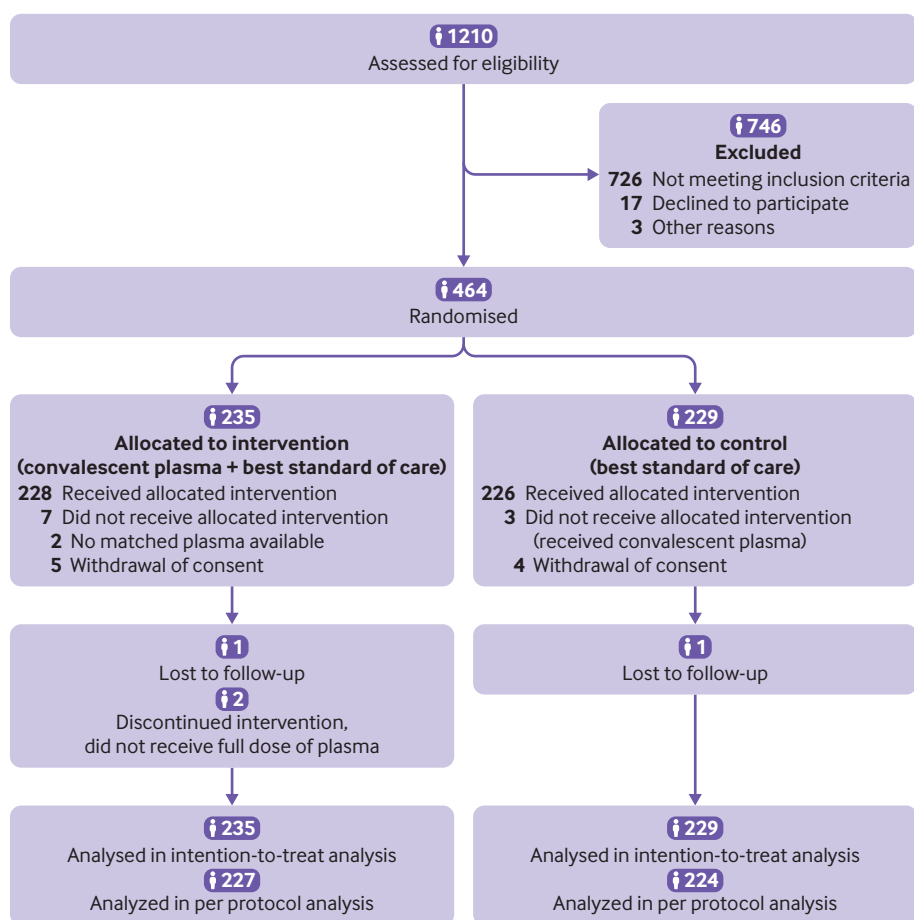 1210
Assessed for eligibility
746
Excluded
726 Not meeting inclusion criteria
17 Declined to participate
3 Other reasons
464
Randomised
235
Allocated to intervention
(convalescent plasma + best standard of care)
228 Received allocated intervention
7 Did not receive allocated intervention
2 No matched plasma available
5 Withdrawal of consent
229
Allocated to control
(best standard of care)
226 Received allocated intervention
3 Did not receive allocated intervention
(received convalescent plasma)
4 Withdrawal of consent
1
Lost to follow-up
2
Discontinued intervention,
did not receive full dose of plasma
1
Lost to follow-up
235
Analysed in intention-to-treat analysis
227
Analyzed in per protocol analysis
229
Analysed in intention-to-treat analysis
224
Analyzed in per protocol analysis